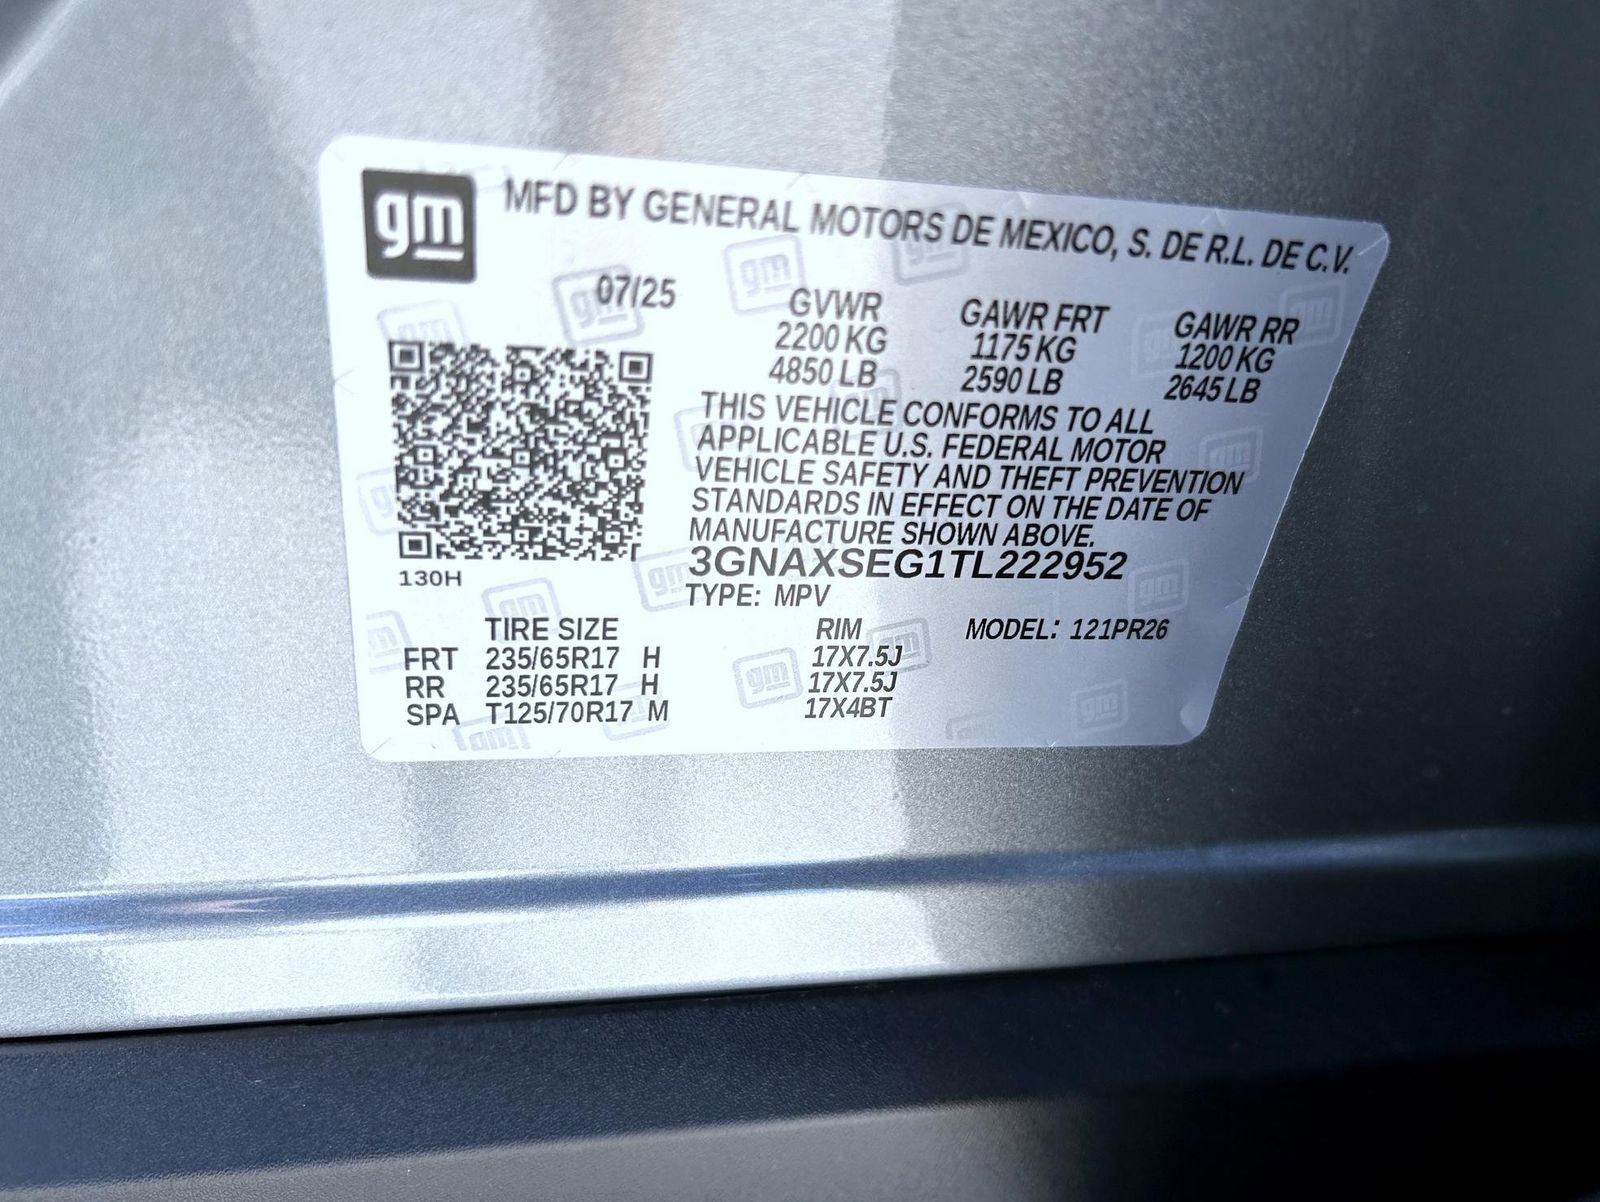 gm MFD BY GENERAL MOTORS DE MEXICO, S. DE R.L. DE C.V.
07/25
GVWR GAWR FRT GAWR RR
2200 KG 1175 KG 1200 KG
4850 LB 2590 LB 2645 LB
THIS VEHICLE CONFORMS TO ALL
APPLICABLE U.S. FEDERAL MOTOR
VEHICLE SAFETY AND THEFT PREVENTION
STANDARDS IN EFFECT ON THE DATE OF
MANUFACTURE SHOWN ABOVE.
3GNAXSEG1TL222952
130H
TYPE: MPV
TIRE SIZE RIM MODEL: 121PR26
FRT 235/65R17 H 17X7.5J
RR 235/65R17 H 17X7.5J
SPA T125/70R17 M 17X4BT